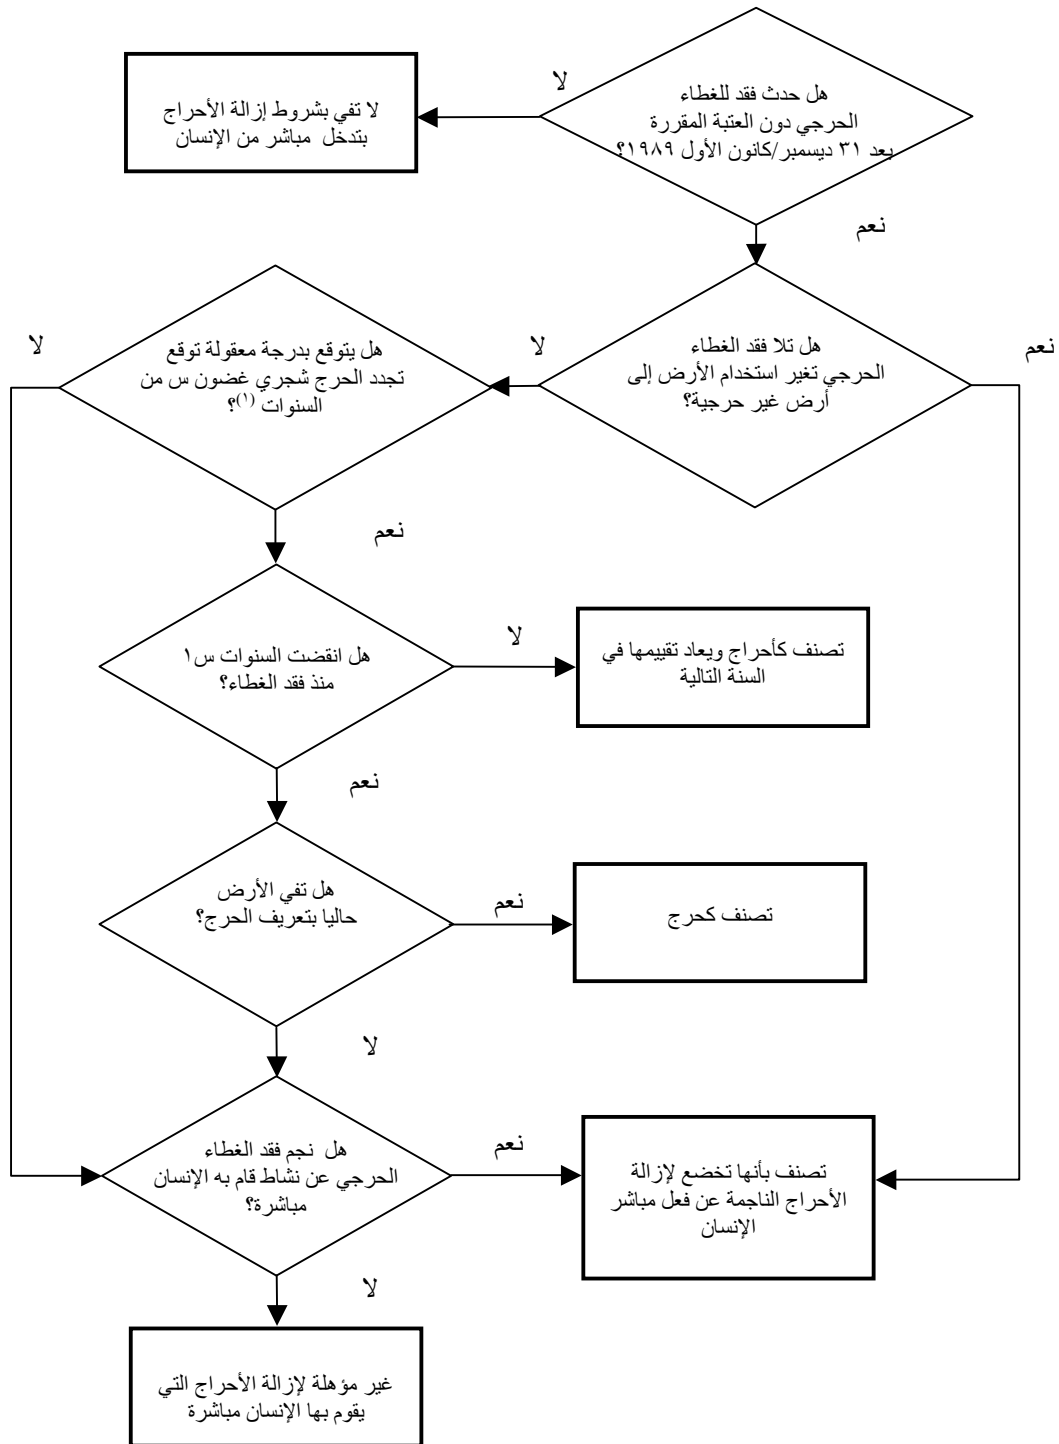 هل حدث فقد للغطاء
الحرجي دون العتبة المقررة
بعد ٣١ ديسمبر/كانون الأول ١٩٨٩؟
لا
لا تفي بشروط إزالة الأحراج
بتدخل مباشر من الإنسان
نعم
هل تلا فقد الغطاء
الحرجي تغير استخدام الأرض إلى
أرض غير حرجية؟
نعم
لا
هل يتوقع بدرجة معقولة توقع
تجدد الحرج شجري غضون س من
السنوات (١)؟
لا
نعم
هل انقضت السنوات س١
منذ فقد الغطاء؟
لا
تصنف كأحراج ويعاد تقييمها في
السنة التالية
نعم
هل تفي الأرض
حاليا بتعريف الحرج؟
نعم
تصنف كحرج
لا
هل نجم فقد الغطاء
الحرجي عن نشاط قام به الإنسان
مباشرة؟
نعم
تصنف بأنها تخضع لإزالة
الأحراج الناجمة عن فعل مباشر
الإنسان
لا
غير مؤهلة لإزالة الأحراج التي
يقوم بها الإنسان مباشرة